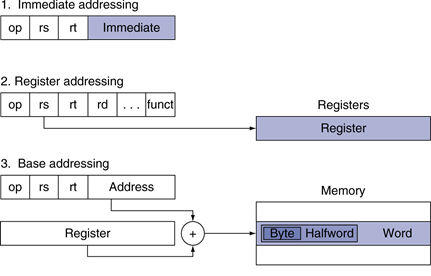 1. Immediate addressing
op rs rt Immediate
2. Register addressing
op rs rt rd . . . funct
Registers
Register
3. Base addressing
op rs rt Address
Memory
Register
+
Byte Halfword Word